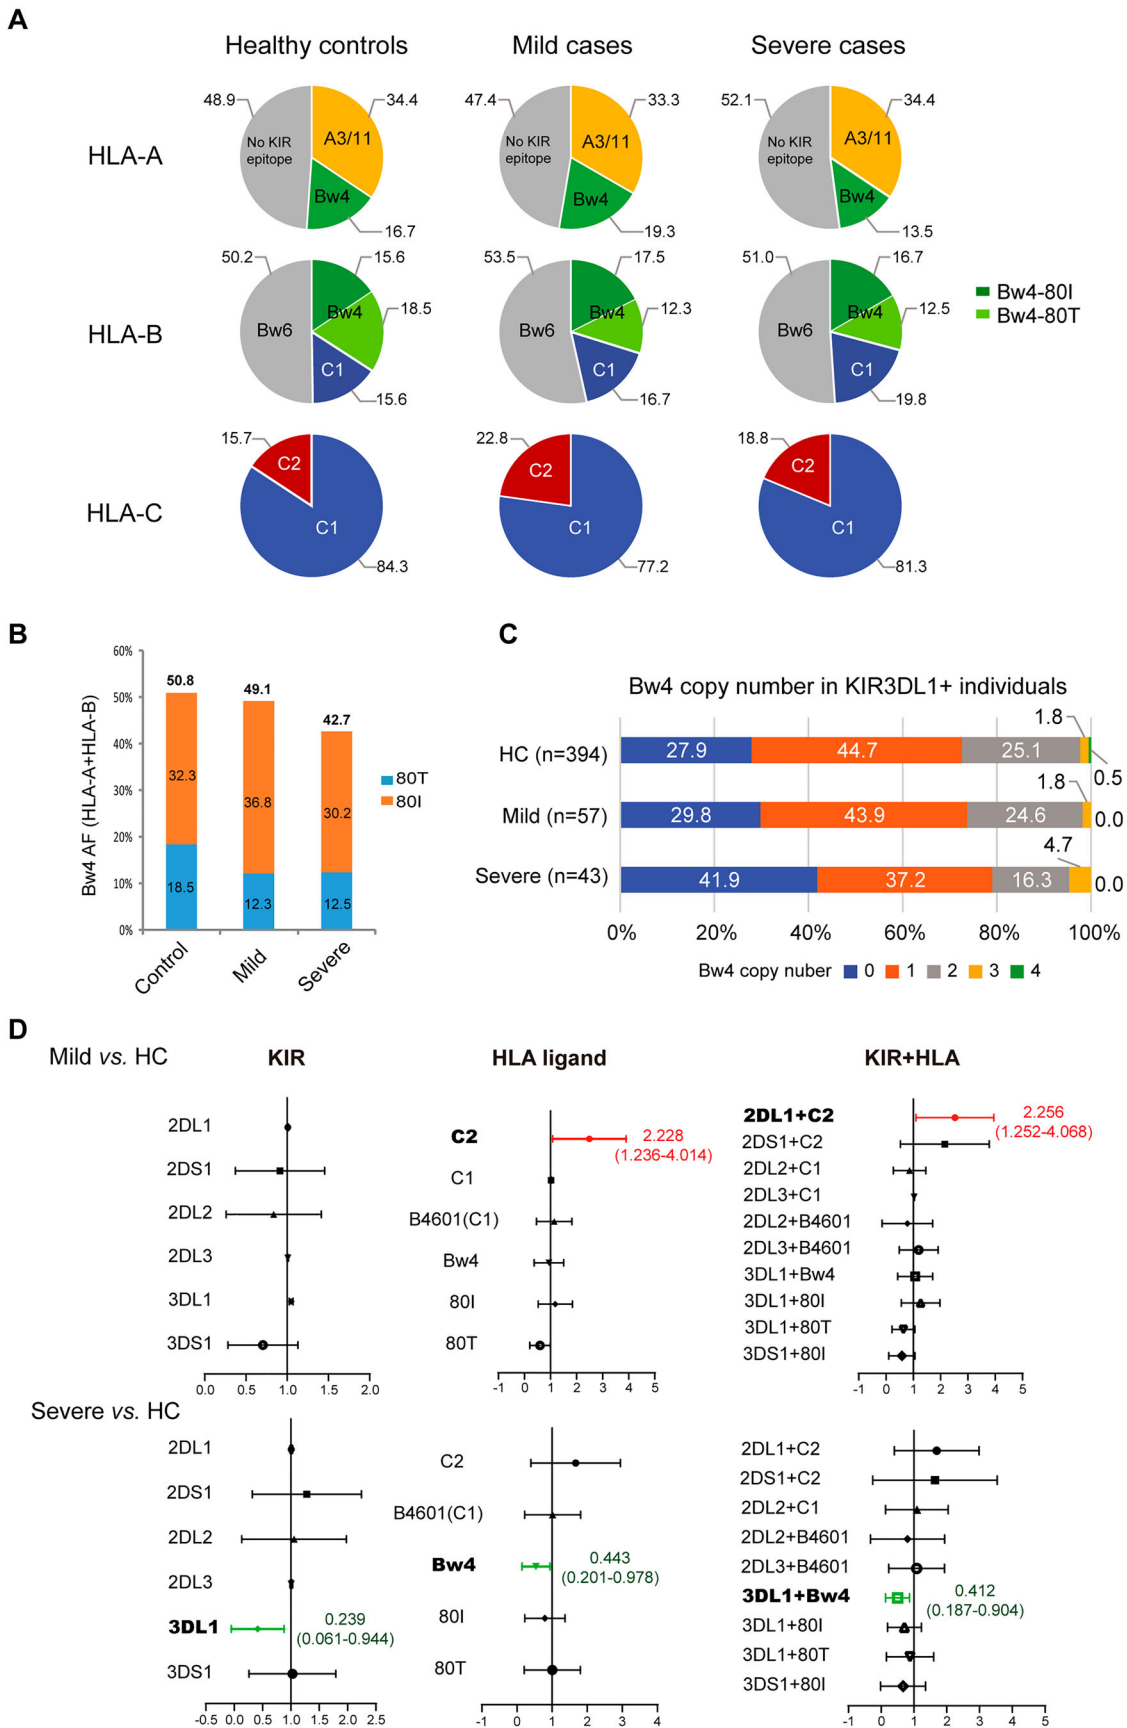 A
Healthy controls
Mild cases
Severe cases
HLA-A
48.9
34.4
No KIR
epitope
A3/11
Bw4
16.7
47.4
33.3
No KIR
epitope
A3/11
Bw4
19.3
52.1
34.4
No KIR
epitope
A3/11
Bw4
13.5
HLA-B
50.2
15.6
Bw6
Bw4
18.5
C1
15.6
53.5
17.5
Bw6
Bw4
12.3
C1
16.7
51.0
16.7
Bw6
Bw4
12.5
C1
19.8
Bw4-80I
Bw4-80T
HLA-C
15.7
C2
C1
84.3
22.8
C2
C1
77.2
18.8
C2
C1
81.3
B
Bw4 AF (HLA-A+HLA-B)
60%
50%
40%
30%
20%
10%
0%
50.8
32.3
18.5
49.1
36.8
12.3
42.7
30.2
12.5
Control
Mild
Severe
80T
80I
C
Bw4 copy number in KIR3DL1+ individuals
1.8
HC (n=394)
27.9
44.7
25.1
0.5
1.8
Mild (n=57)
29.8
43.9
24.6
0.0
4.7
Severe (n=43)
41.9
37.2
16.3
0.0
0%
20%
40%
60%
80%
100%
Bw4 copy nuber
0
1
2
3
4
D
Mild vs. HC
KIR
HLA ligand
KIR+HLA
2DL1
2DS1
2DL2
2DL3
3DL1
3DS1
0.0
0.5
1.0
1.5
2.0
C2
2.228
(1.236-4.014)
C1
B4601(C1)
Bw4
80I
80T
-1
0
1
2
3
4
5
2DL1+C2
2.256
(1.252-4.068)
2DS1+C2
2DL2+C1
2DL3+C1
2DL2+B4601
2DL3+B4601
3DL1+Bw4
3DL1+80I
3DL1+80T
3DS1+80I
-1
0
1
2
3
4
5
Severe vs. HC
2DL1
2DS1
2DL2
2DL3
3DL1
0.239
(0.061-0.944)
3DS1
-0.5
0.0
0.5
1.0
1.5
2.0
2.5
C2
B4601(C1)
Bw4
0.443
(0.201-0.978)
80I
80T
-1
0
1
2
3
4
2DL1+C2
2DS1+C2
2DL2+C1
2DL2+B4601
2DL3+B4601
3DL1+Bw4
0.412
(0.187-0.904)
3DL1+80I
3DL1+80T
3DS1+80I
-1
0
1
2
3
4
5